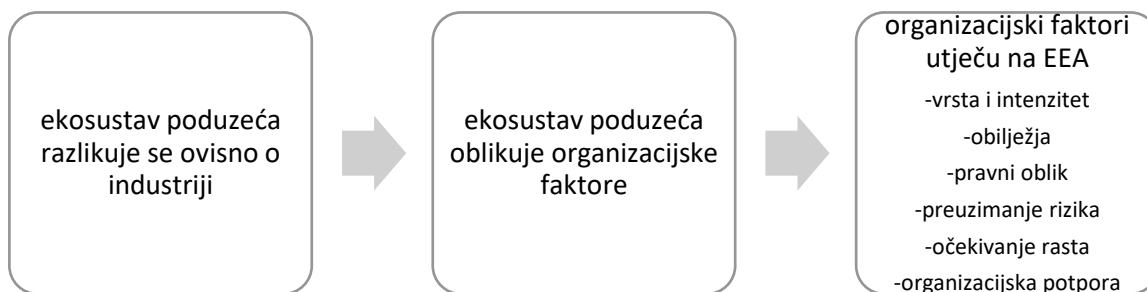 ekosustav poduzeća
razlikuje se ovisno o
industriji
ekosustav poduzeća
oblikuje organizacijske
faktore
organizacijski faktori
utječu na EEA
-vrsta i intenzitet
-obilježja
-pravni oblik
-preuzimanje rizika
-očekivanje rasta
-organizacijska potpora